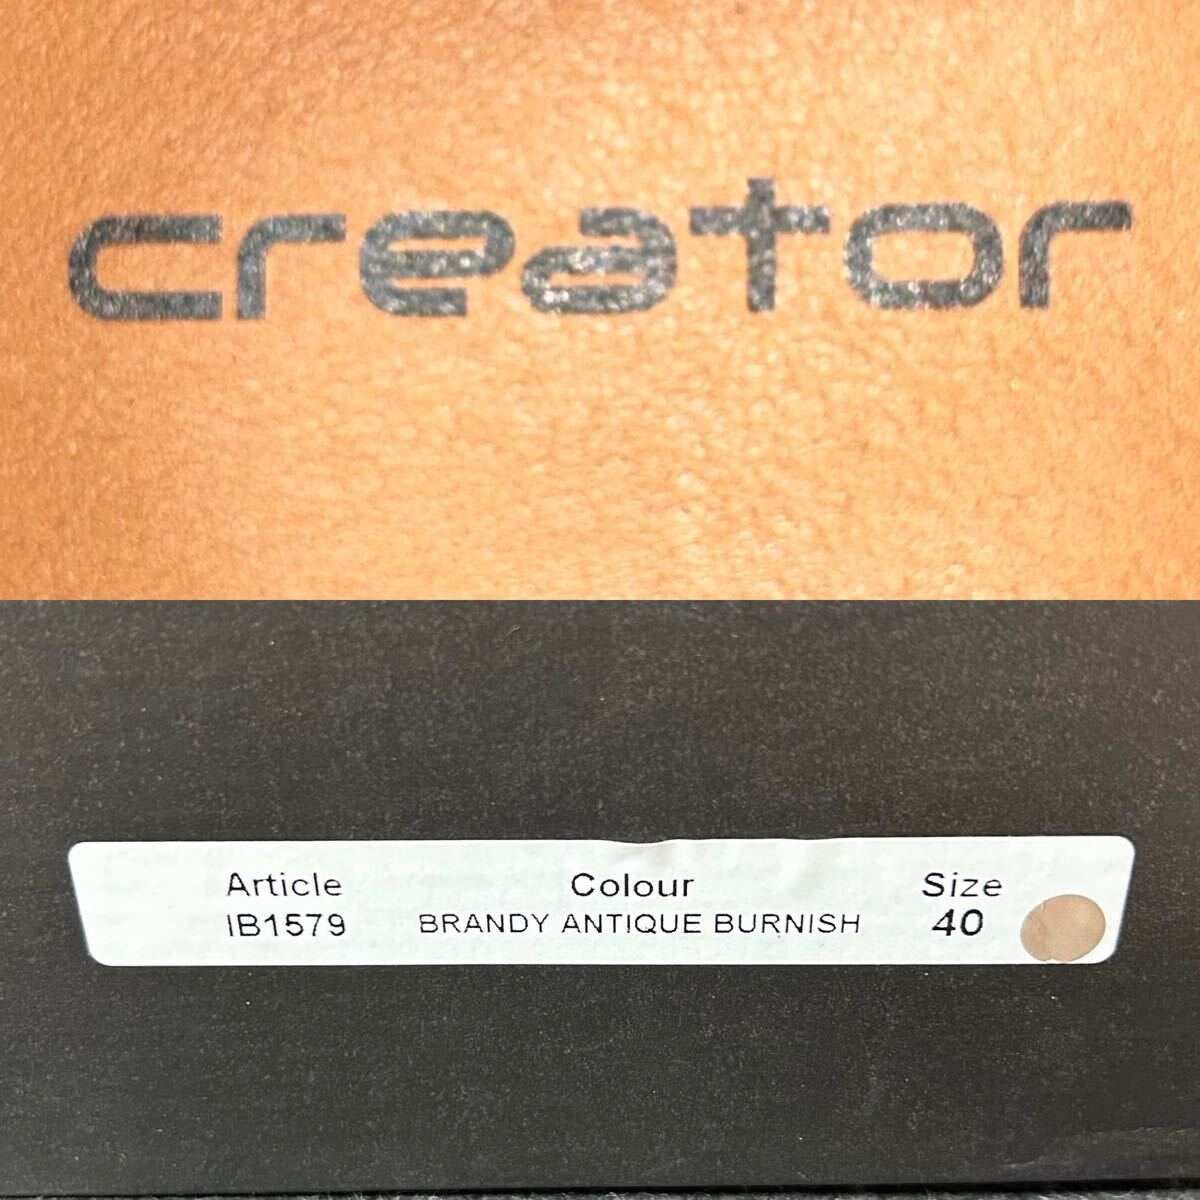 creator
Article Colour Size
IB1579 BRANDY ANTIQUE BURNISH 40